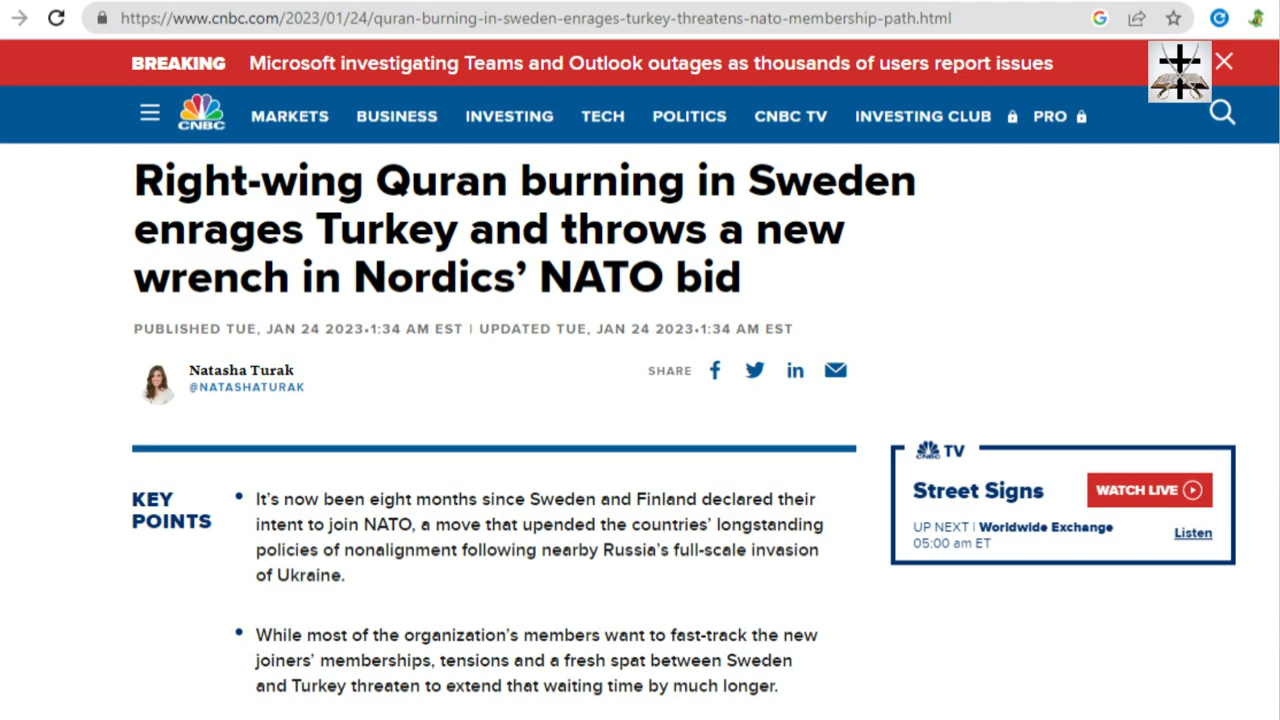 https://www.cnbc.com/2023/01/24/quran-burning-in-sweden-enrages-turkey-threatens-nato-membership-path.html
BREAKING Microsoft investigating Teams and Outlook outages as thousands of users report issues
CNBC MARKETS BUSINESS INVESTING TECH POLITICS CNBC TV INVESTING CLUB PRO
Right-wing Quran burning in Sweden
enrages Turkey and throws a new
wrench in Nordics’ NATO bid
PUBLISHED TUE, JAN 24 2023•1:34 AM EST | UPDATED TUE, JAN 24 2023•1:34 AM EST
Natasha Turak
@NATASHATURAK
SHARE
KEY
POINTS
• It’s now been eight months since Sweden and Finland declared their
intent to join NATO, a move that upended the countries’ longstanding
policies of nonalignment following nearby Russia’s full-scale invasion
of Ukraine.
• While most of the organization’s members want to fast-track the new
joiners’ memberships, tensions and a fresh spat between Sweden
and Turkey threaten to extend that waiting time by much longer.
CNBC TV
Street Signs
WATCH LIVE
UP NEXT | Worldwide Exchange
05:00 am ET
Listen